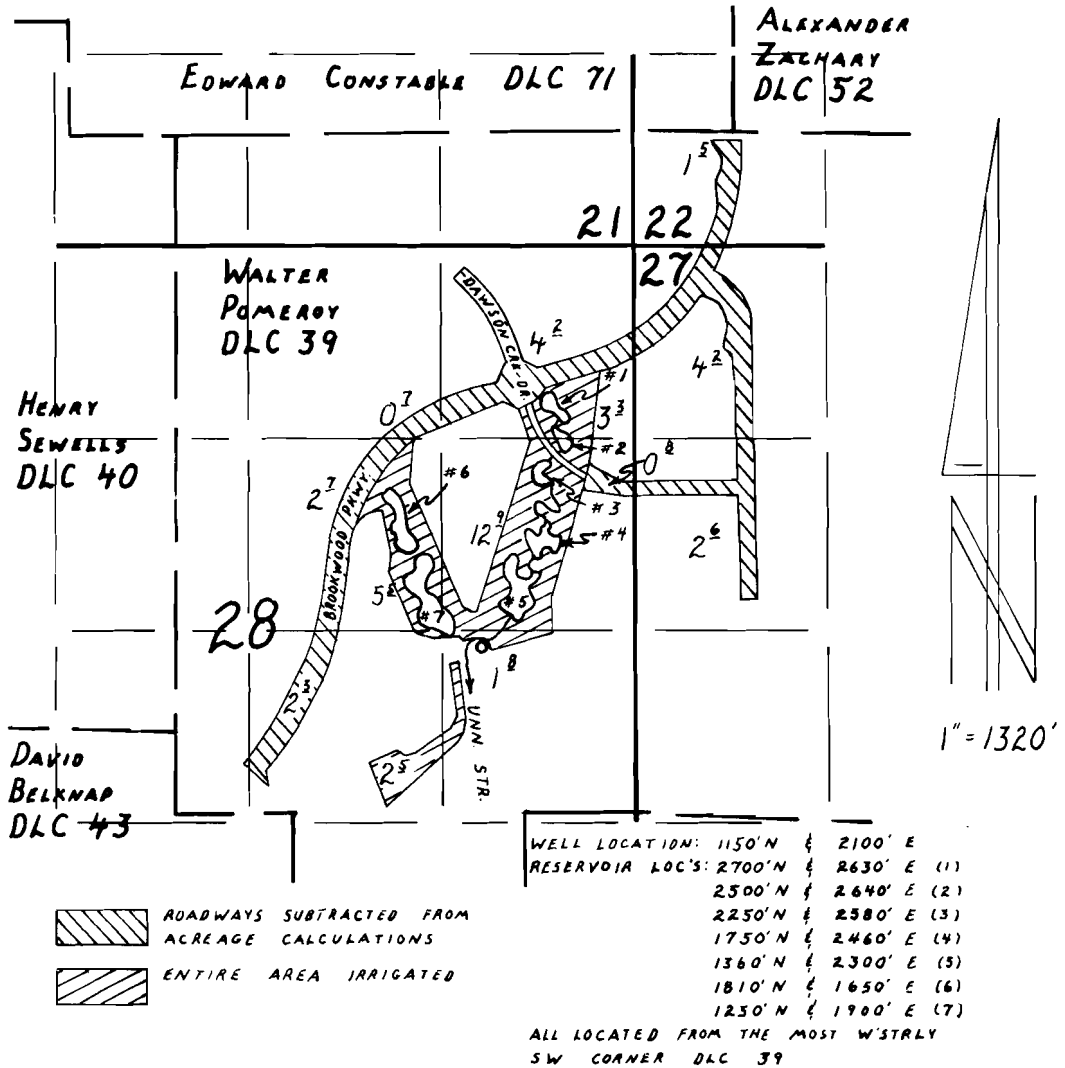 ALEXANDER
ZACHARY
DLC 52
EDWARD CONSTABLE DLC 71
1 5
21 22
27
WALTER
POMEROY
DLC 39
DAWSON CRK. DR.
4 2
4 2
#1
3 3
0 7
HENRY
SEWELLS
DLC 40
#2
0 8
#6
2 7
#3
12 9
#4
2 6
BROOKWOOD PKWY.
5 5
#5
#7
28
1 8
2 3
UNN. STR.
1" = 1320'
2 5
DAVID
BELKNAP
DLC 43
WELL LOCATION: 1150' N & 2100' E
RESERVOIR LOC'S: 2700' N & 2630' E (1)
2500' N & 2640' E (2)
2250' N & 2580' E (3)
1750' N & 2460' E (4)
1360' N & 2300' E (5)
1810' N & 1650' E (6)
1250' N & 1900' E (7)
ALL LOCATED FROM THE MOST W'STRLY
SW CORNER DLC 39
ROADWAYS SUBTRACTED FROM
ACREAGE CALCULATIONS
ENTIRE AREA IRRIGATED